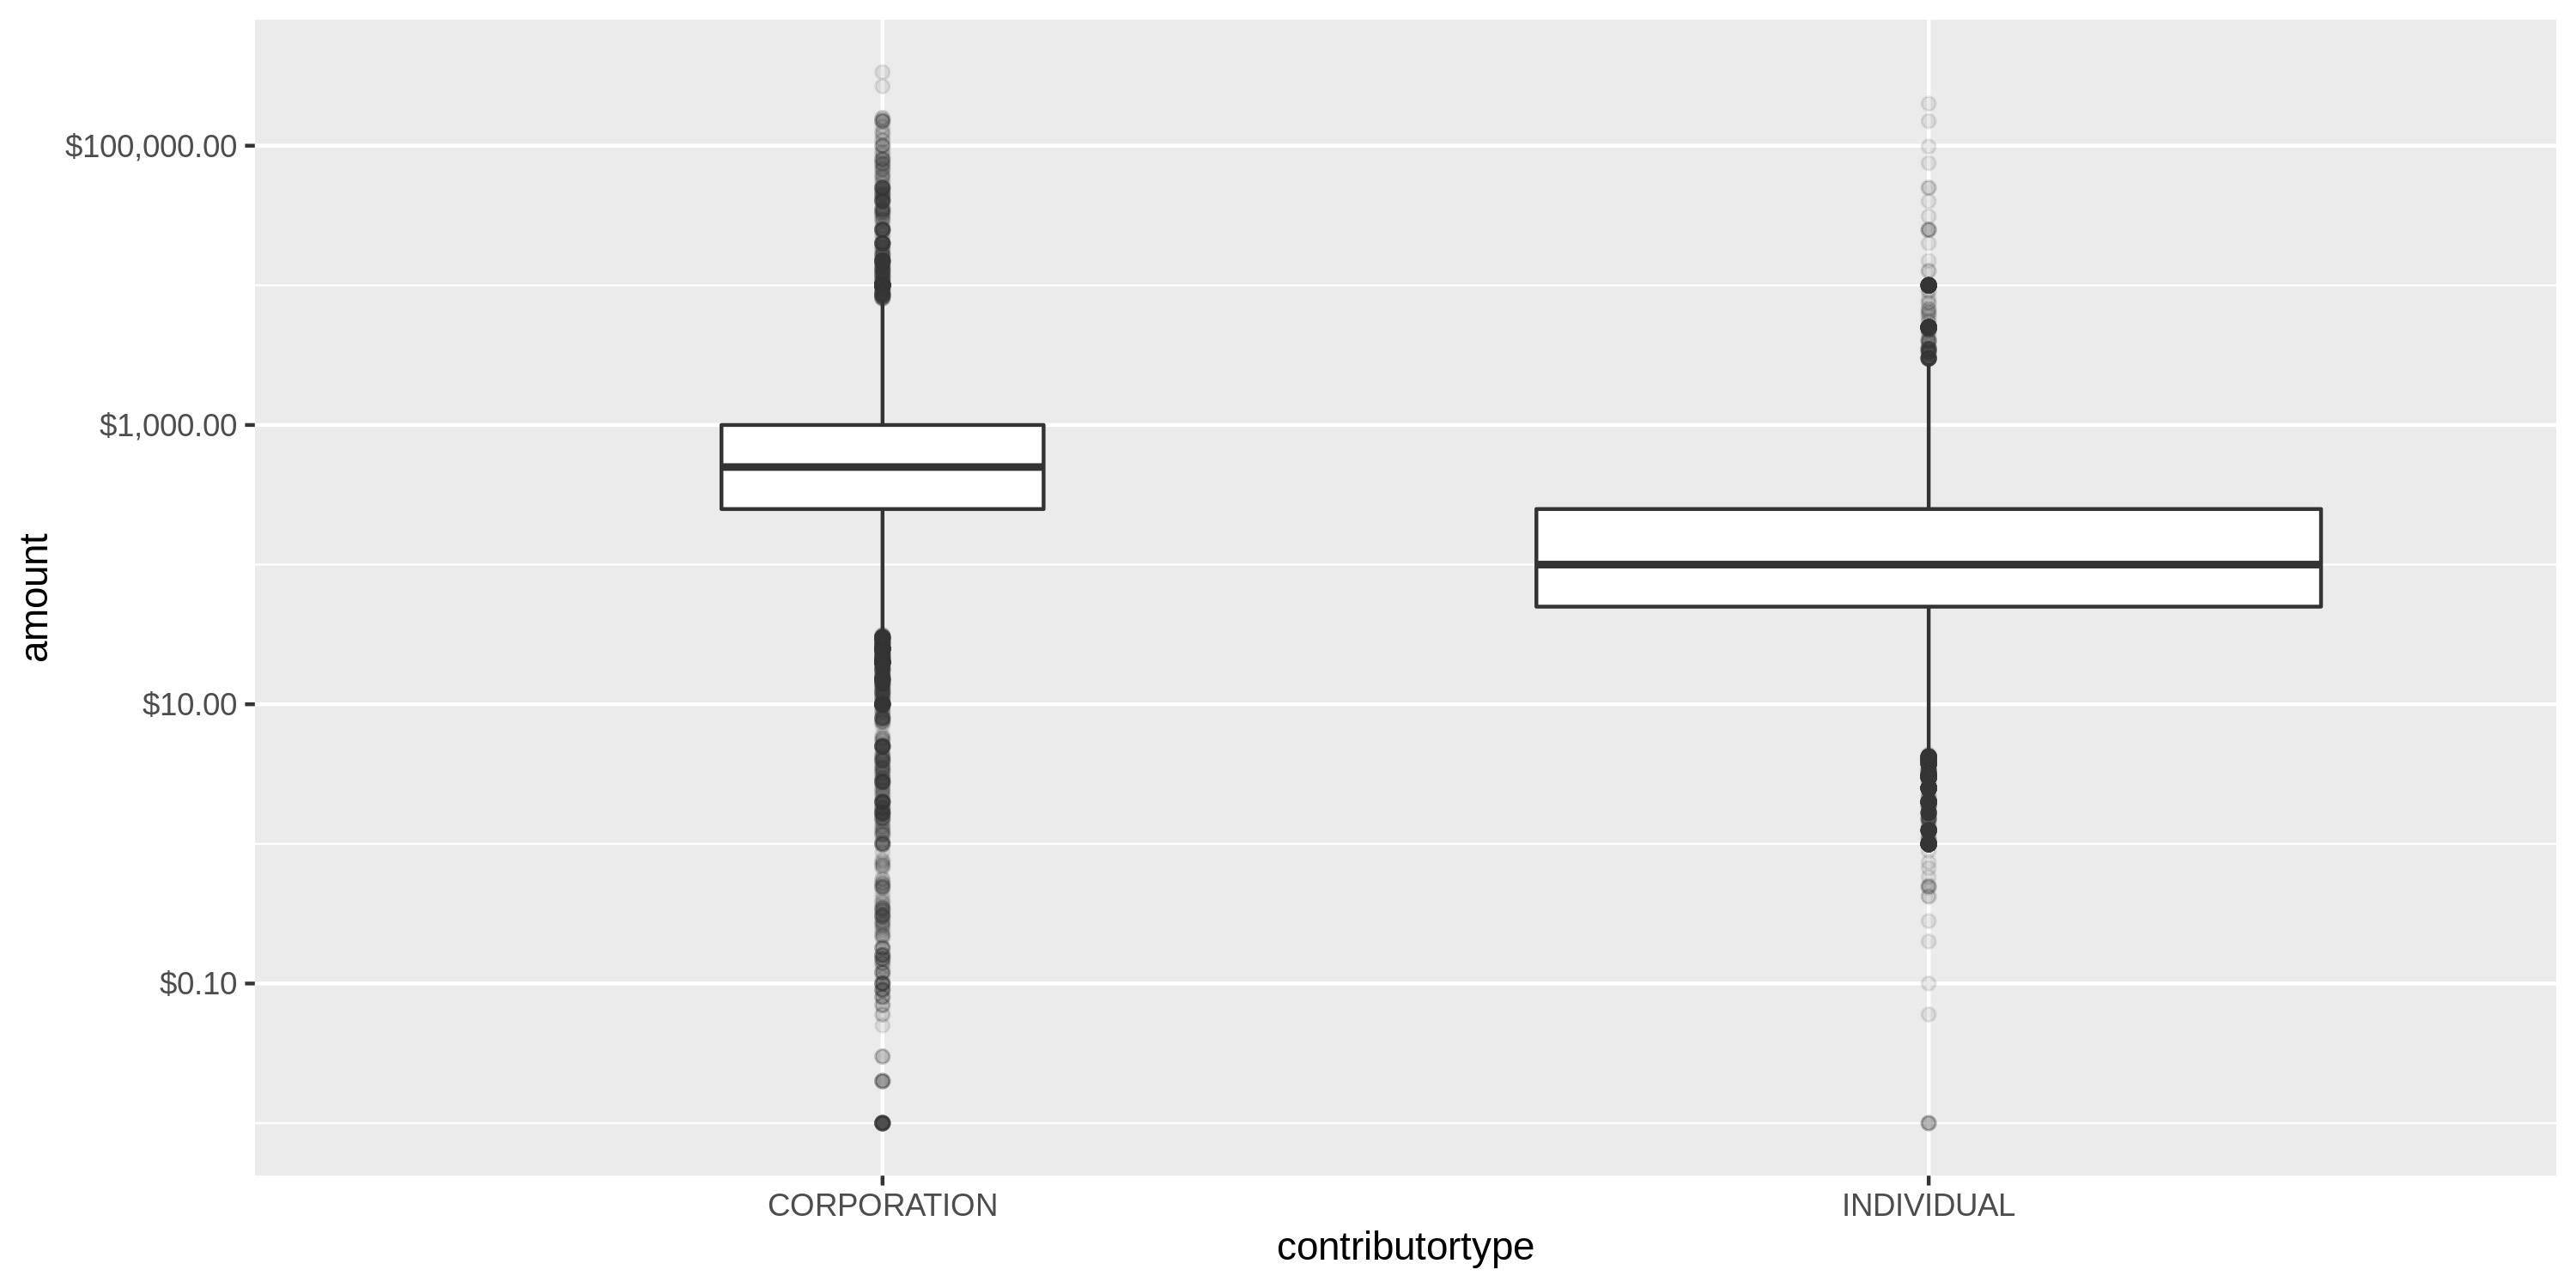 amount
$100,000.00
$1,000.00
$10.00
$0.10
CORPORATION
INDIVIDUAL
contributortype